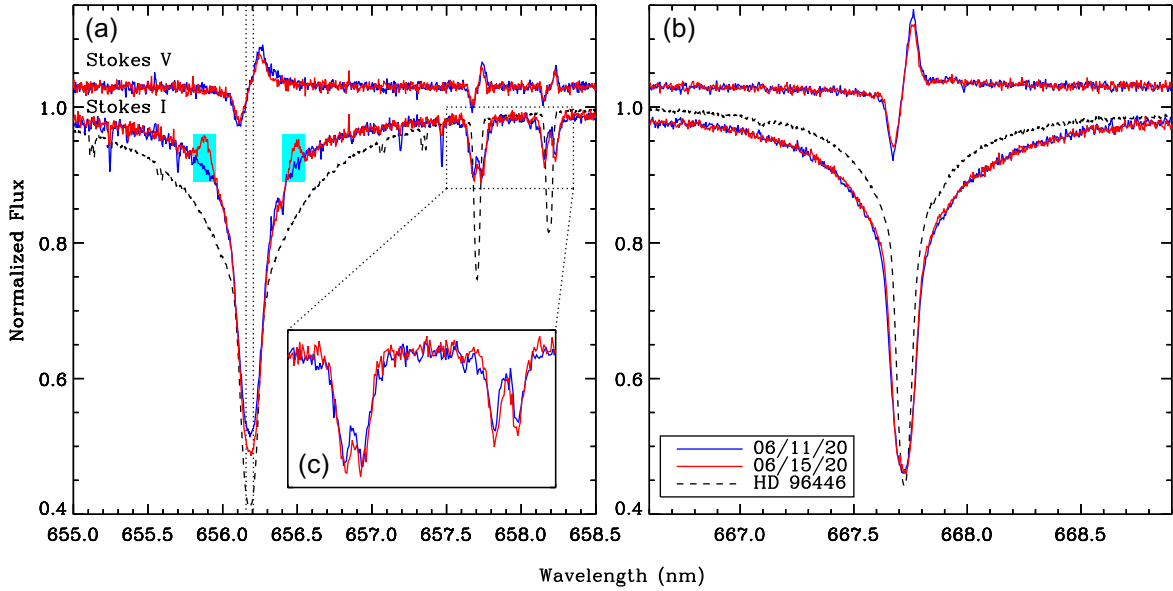 (a)
(b)
Stokes V
Stokes I
(c)
Normalized Flux
1.0
0.8
0.6
0.4
655.0 655.5 656.0 656.5 657.0 657.5 658.0 658.5
667.0 667.5 668.0 668.5
06/11/20
06/15/20
HD 96446
Wavelength (nm)